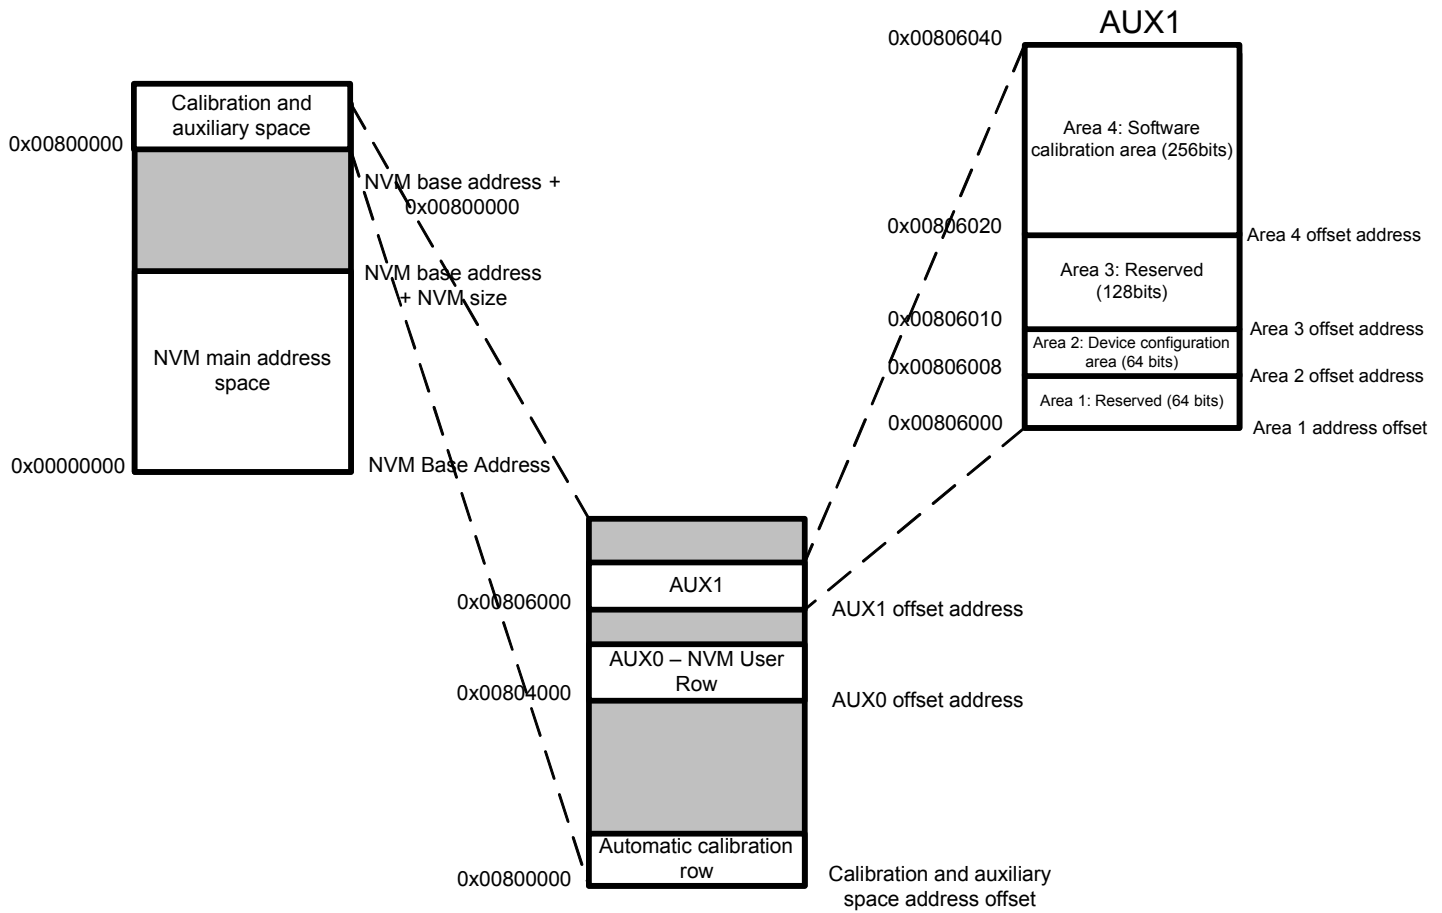 Calibration and
auxiliary space
0x00800000
NVM base address +
0x00800000
NVM base address
+ NVM size
NVM main address
space
0x00000000
NVM Base Address
AUX1
0x00806040
Area 4: Software
calibration area (256bits)
0x00806020
Area 4 offset address
Area 3: Reserved
(128bits)
0x00806010
Area 3 offset address
Area 2: Device configuration
area (64 bits)
0x00806008
Area 2 offset address
Area 1: Reserved (64 bits)
0x00806000
Area 1 address offset
AUX1
0x00806000
AUX1 offset address
AUX0 – NVM User
Row
0x00804000
AUX0 offset address
Automatic calibration
row
0x00800000
Calibration and auxiliary
space address offset